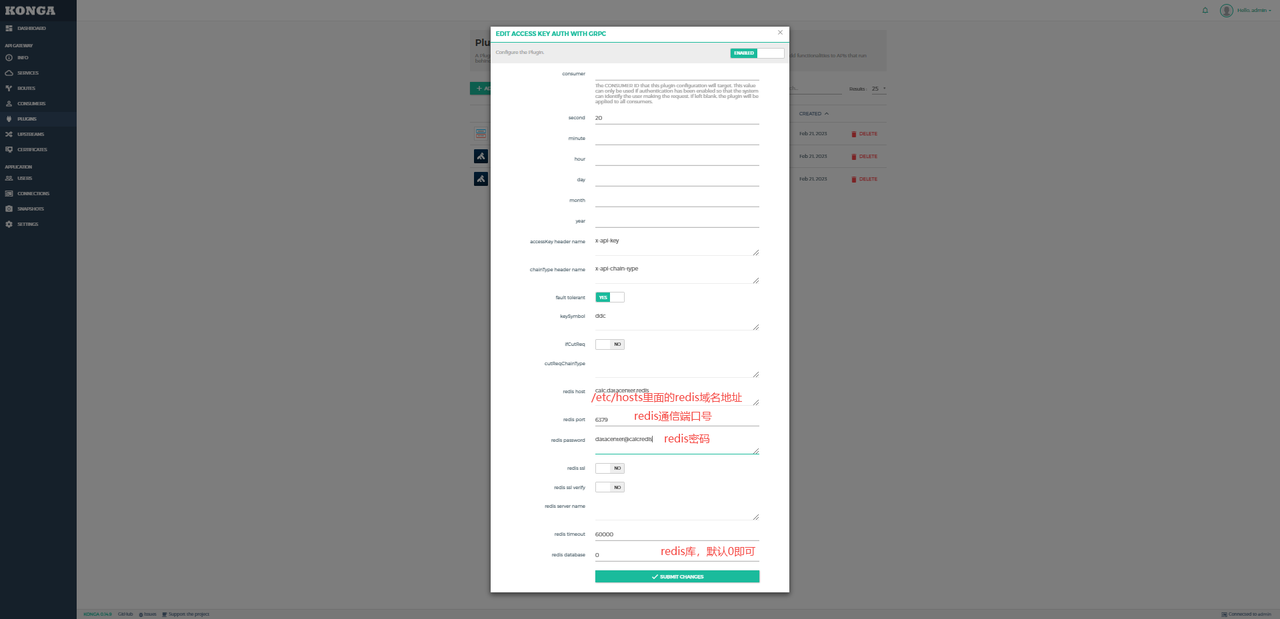 KONGA
Hello, admin
DASHBOARD
API GATEWAY
INFO
SERVICES
ROUTES
CONSUMERS
PLUGINS
UPSTREAMS
CERTIFICATES
APPLICATION
USERS
CONNECTIONS
SNAPSHOTS
SETTINGS
EDIT ACCESS KEY AUTH WITH GRPC
Configure the Plugin.
ENABLED
consumer
The CONSUMER ID that this plugin configuration will target. This value
can only be used if authentication has been enabled so that the system
can identify the user making the request. If left blank, the plugin will be
applied to all consumers.
second 20
minute
hour
day
month
year
accessKey header name x-api-key
chainType header name x-api-chain-type
fault tolerant YES
keySymbol ddc
ifCutReq NO
cutReqChainType
redis host calc.datacenter.redis
/etc/hosts里面的redis域名地址
redis port 6379
redis通信端口号
redis password datacenter@calcredis
redis密码
redis ssl NO
redis ssl verify NO
redis server name
redis timeout 60000
redis database 0
redis库，默认0即可
SUBMIT CHANGES
Results: 25
CREATED
Feb 21, 2023 DELETE
Feb 21, 2023 DELETE
Feb 21, 2023 DELETE
GitHub
Issues
Support the project
Connected to admin